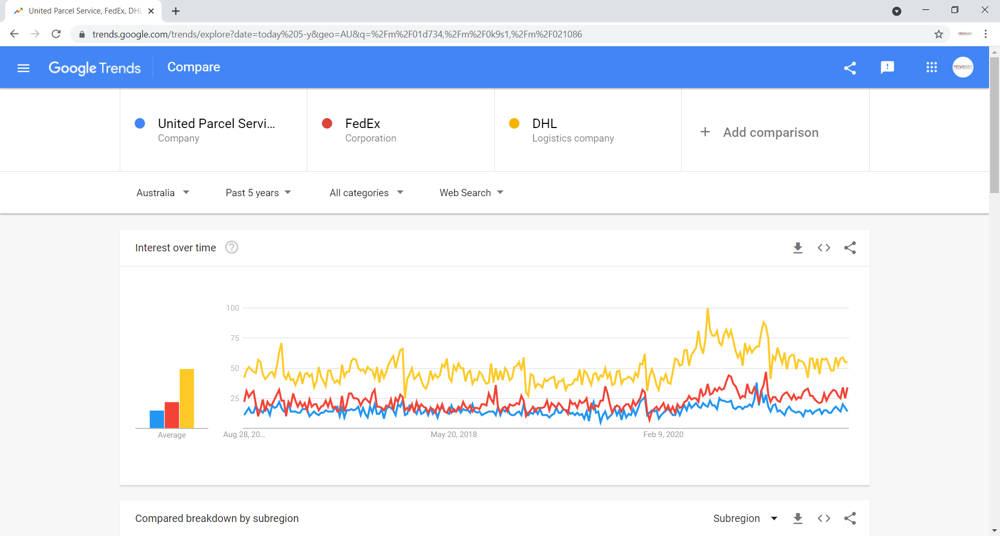 United Parcel Service, FedEx, DHL
trends.google.com/trends/explore?date=today%205-y&geo=AU&q=%2Fm%2F01d734,%2Fm%2F0k9s1,%2Fm%2F021086
Google Trends
Compare
United Parcel Servi...
Company
FedEx
Corporation
DHL
Logistics company
+ Add comparison
Australia
Past 5 years
All categories
Web Search
Interest over time
?
100
75
50
25
Average
Aug 28, 20...
May 20, 2018
Feb 9, 2020
Compared breakdown by subregion
Subregion